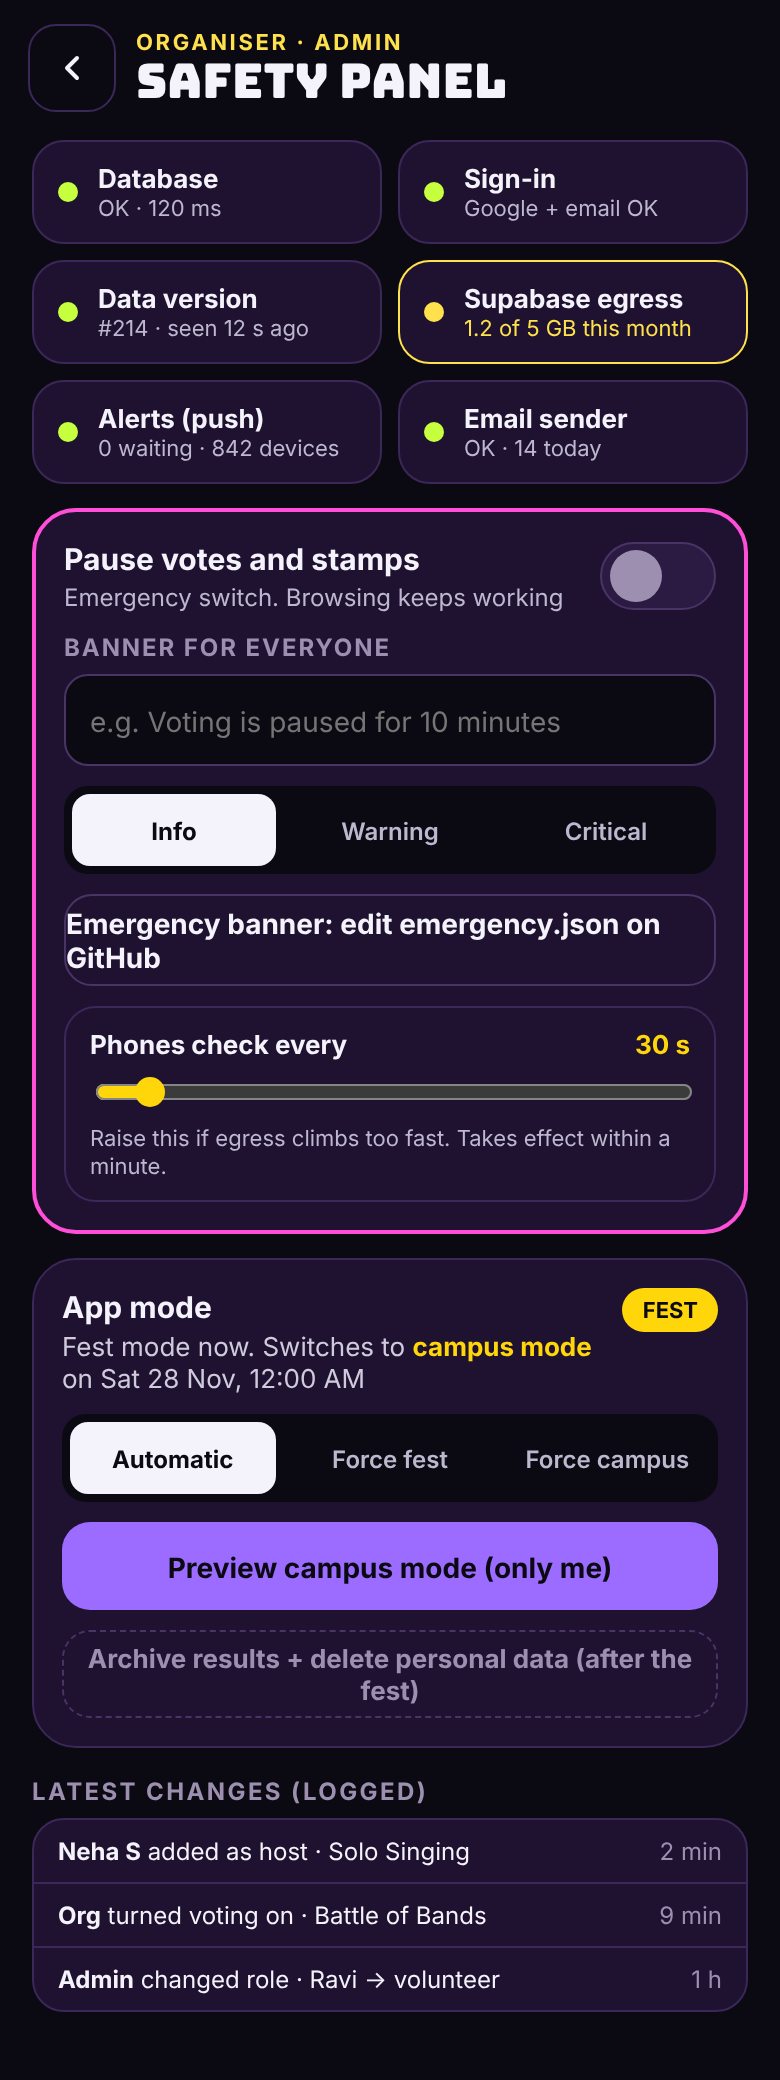 ORGANISER · ADMIN
SAFETY PANEL
Database
OK · 120 ms
Sign-in
Google + email OK
Data version
#214 · seen 12 s ago
Supabase egress
1.2 of 5 GB this month
Alerts (push)
0 waiting · 842 devices
Email sender
OK · 14 today
Pause votes and stamps
Emergency switch. Browsing keeps working
BANNER FOR EVERYONE
e.g. Voting is paused for 10 minutes
Info
Warning
Critical
Emergency banner: edit emergency.json on
GitHub
Phones check every
30 s
Raise this if egress climbs too fast. Takes effect within a
minute.
App mode
FEST
Fest mode now. Switches to campus mode
on Sat 28 Nov, 12:00 AM
Automatic
Force fest
Force campus
Preview campus mode (only me)
Archive results + delete personal data (after the
fest)
LATEST CHANGES (LOGGED)
Neha S added as host · Solo Singing
2 min
Org turned voting on · Battle of Bands
9 min
Admin changed role · Ravi → volunteer
1 h